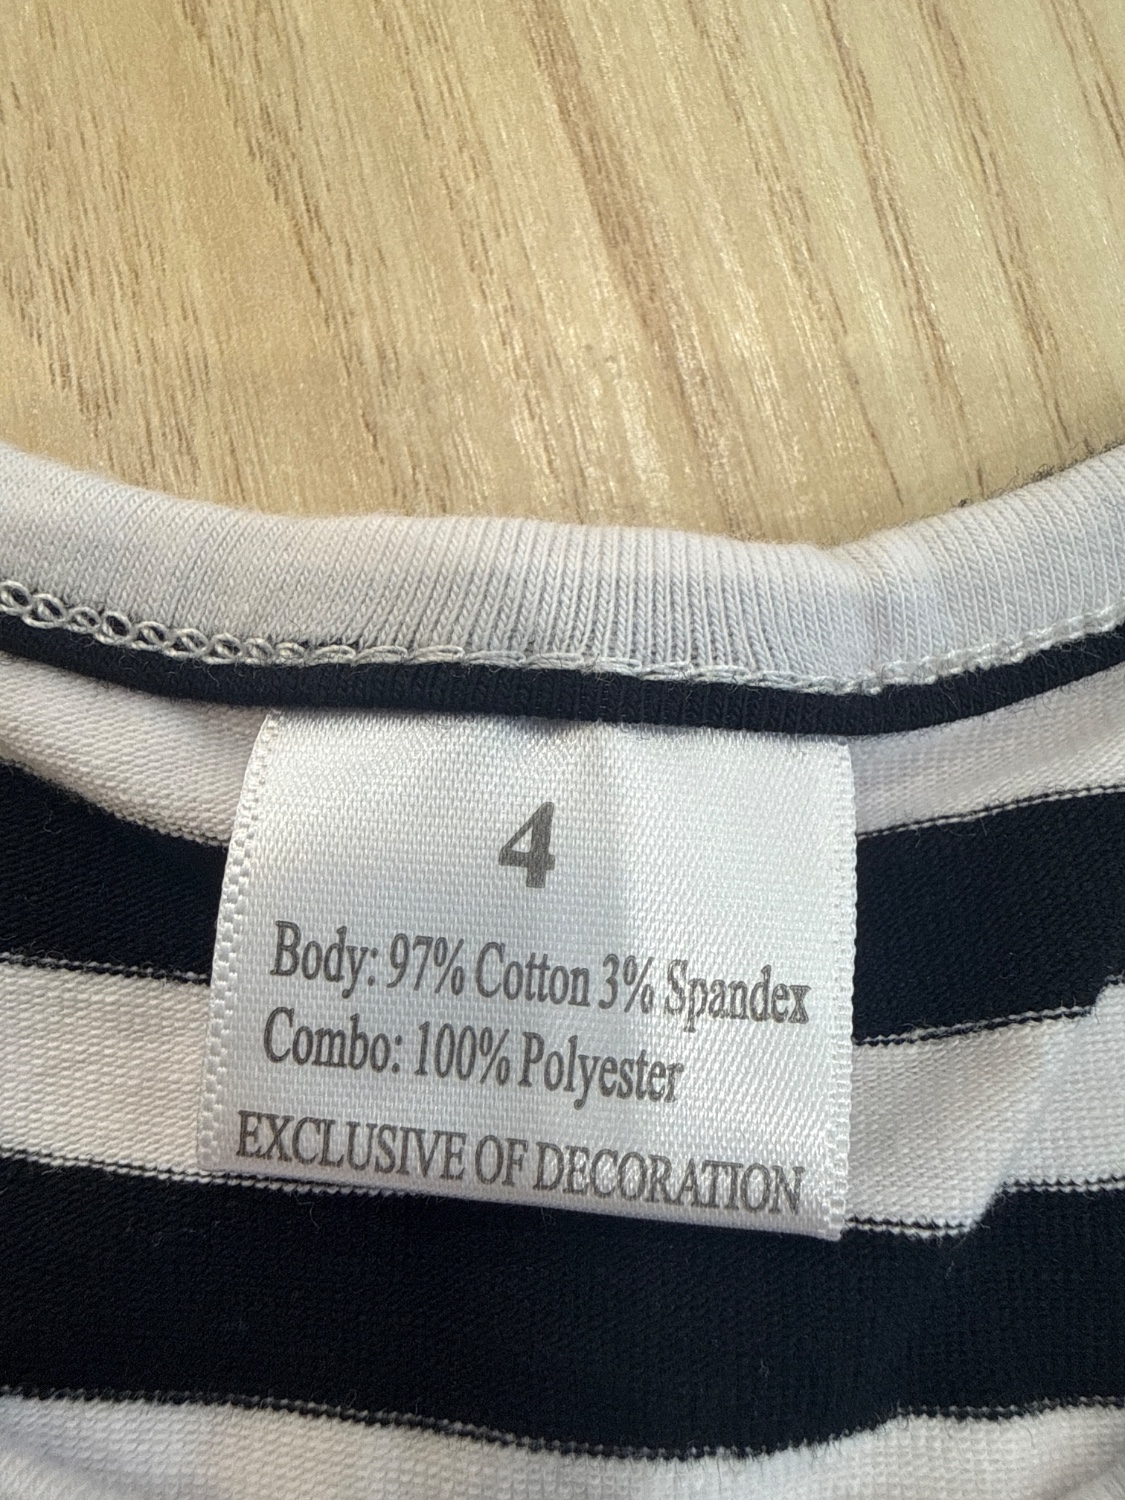 4
Body: 97% Cotton 3% Spandex
Combo: 100% Polyester
EXCLUSIVE OF DECORATION